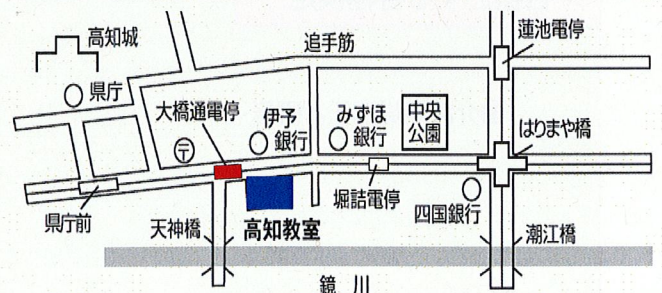 高知城
追手筋
蓮池電停
県庁
大橋通電停
伊予
銀行
みずほ
銀行
中央
公園
はりまや橋
〒
県庁前
天神橋
高知教室
堀詰電停
四国銀行
潮江橋
鏡川